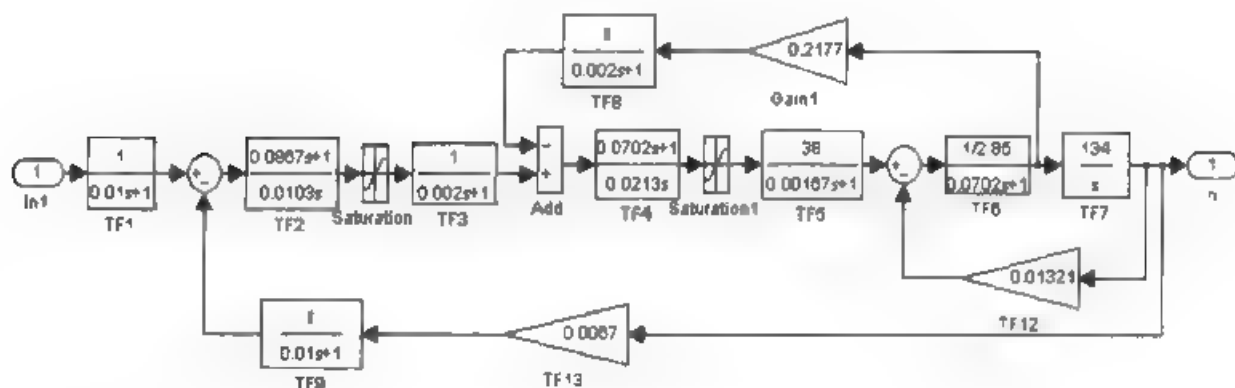 0.002s+1
TF8
0.2177
Gain1
1
In1
1
0.01s+1
TF1
0.0103s
TF2
Saturation
1
0.002s+1
TF3
Add
0.0702s+1
0.0213s
TF4
Saturation1
38
0.00167s+1
TF5
0.0702s+1
TF6
134
s
TF7
1
0.01321
TF12
0.01s+1
TF9
TF13